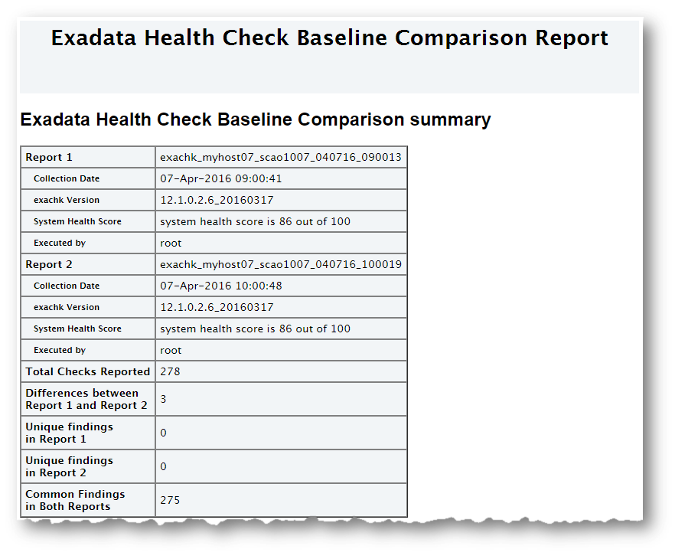 Exadata Health Check Baseline Comparison Report
Exadata Health Check Baseline Comparison summary
Report 1 exachk_myhost07_scao1007_040716_090013
Collection Date 07-Apr-2016 09:00:41
exachk Version 12.1.0.2.6_20160317
System Health Score system health score is 86 out of 100
Executed by root
Report 2 exachk_myhost07_scao1007_040716_100019
Collection Date 07-Apr-2016 10:00:48
exachk Version 12.1.0.2.6_20160317
System Health Score system health score is 86 out of 100
Executed by root
Total Checks Reported 278
Differences between
Report 1 and Report 2 3
Unique findings
in Report 1 0
Unique findings
in Report 2 0
Common Findings
in Both Reports 275